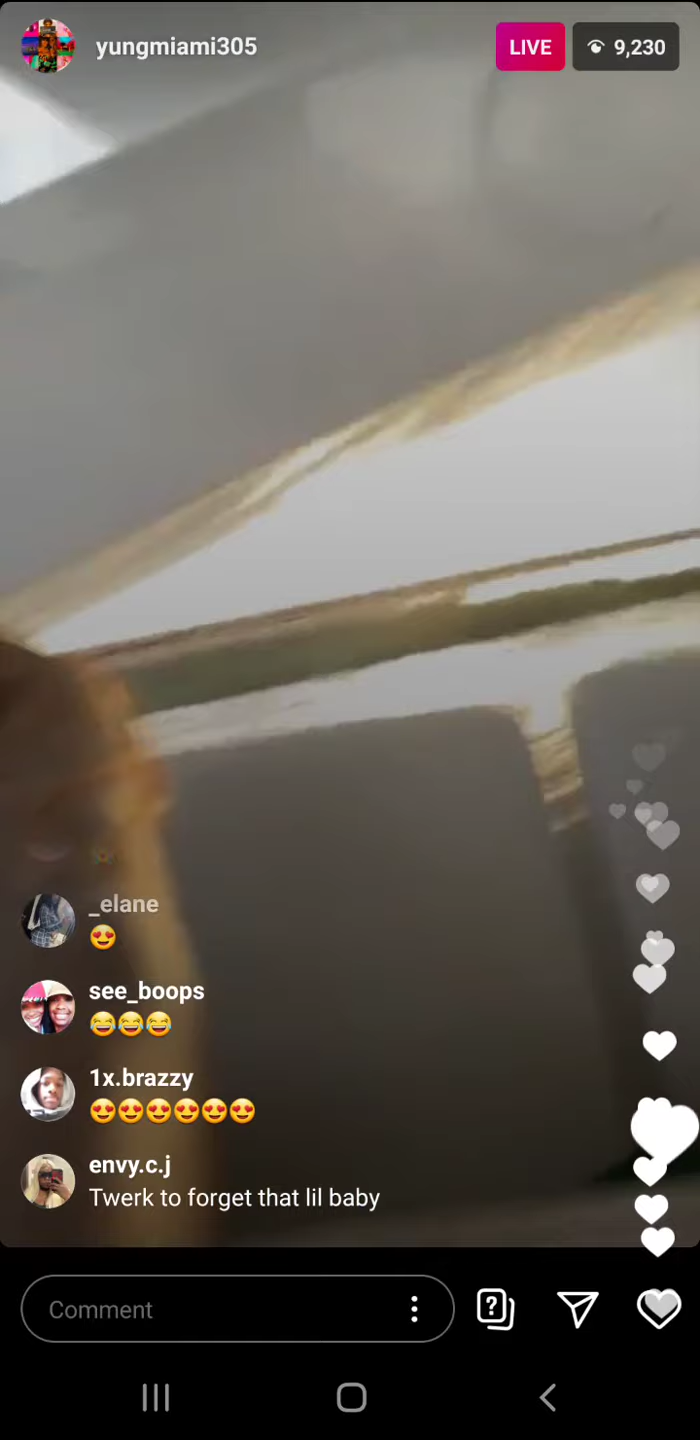 yungmiami305
LIVE
9,230
_elane
😍
see_boops
😂😂😂
1x.brazzy
😍😍😍😍😍😍
envy.c.j
Twerk to forget that lil baby
Comment